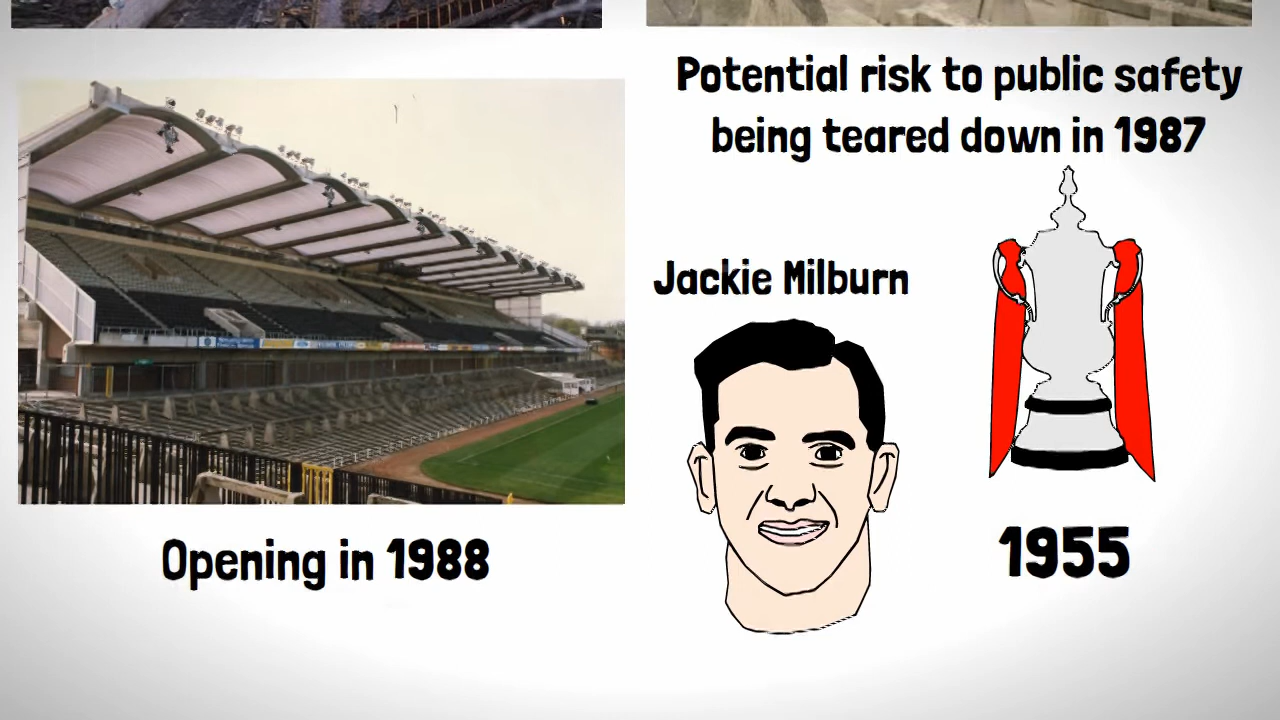 Potential risk to public safety
being teared down in 1987
Jackie Milburn
Opening in 1988
1955